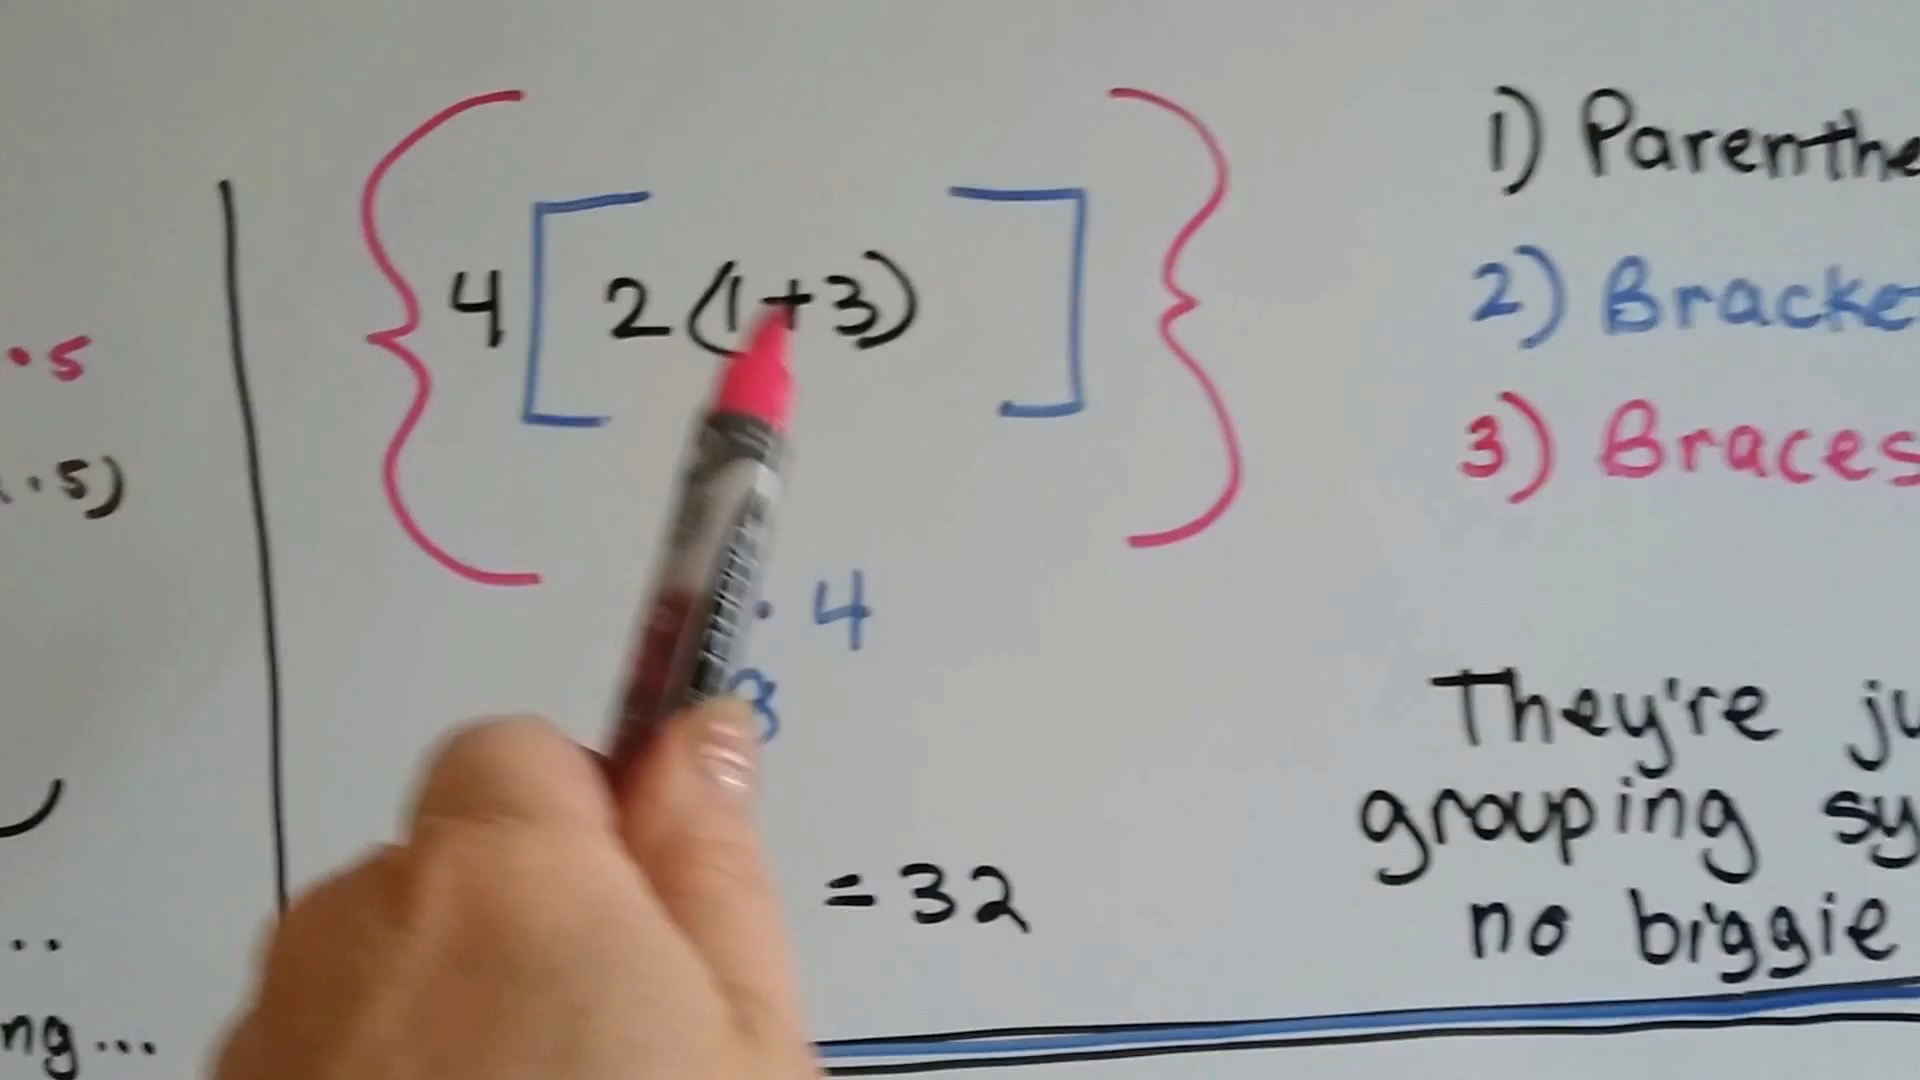 {4[2(1+3)]}
· 4
8
= 32
1) Parenthe
2) Bracke
3) Braces
They're ju
grouping sy
no biggie
· 5
· 5)
ng...